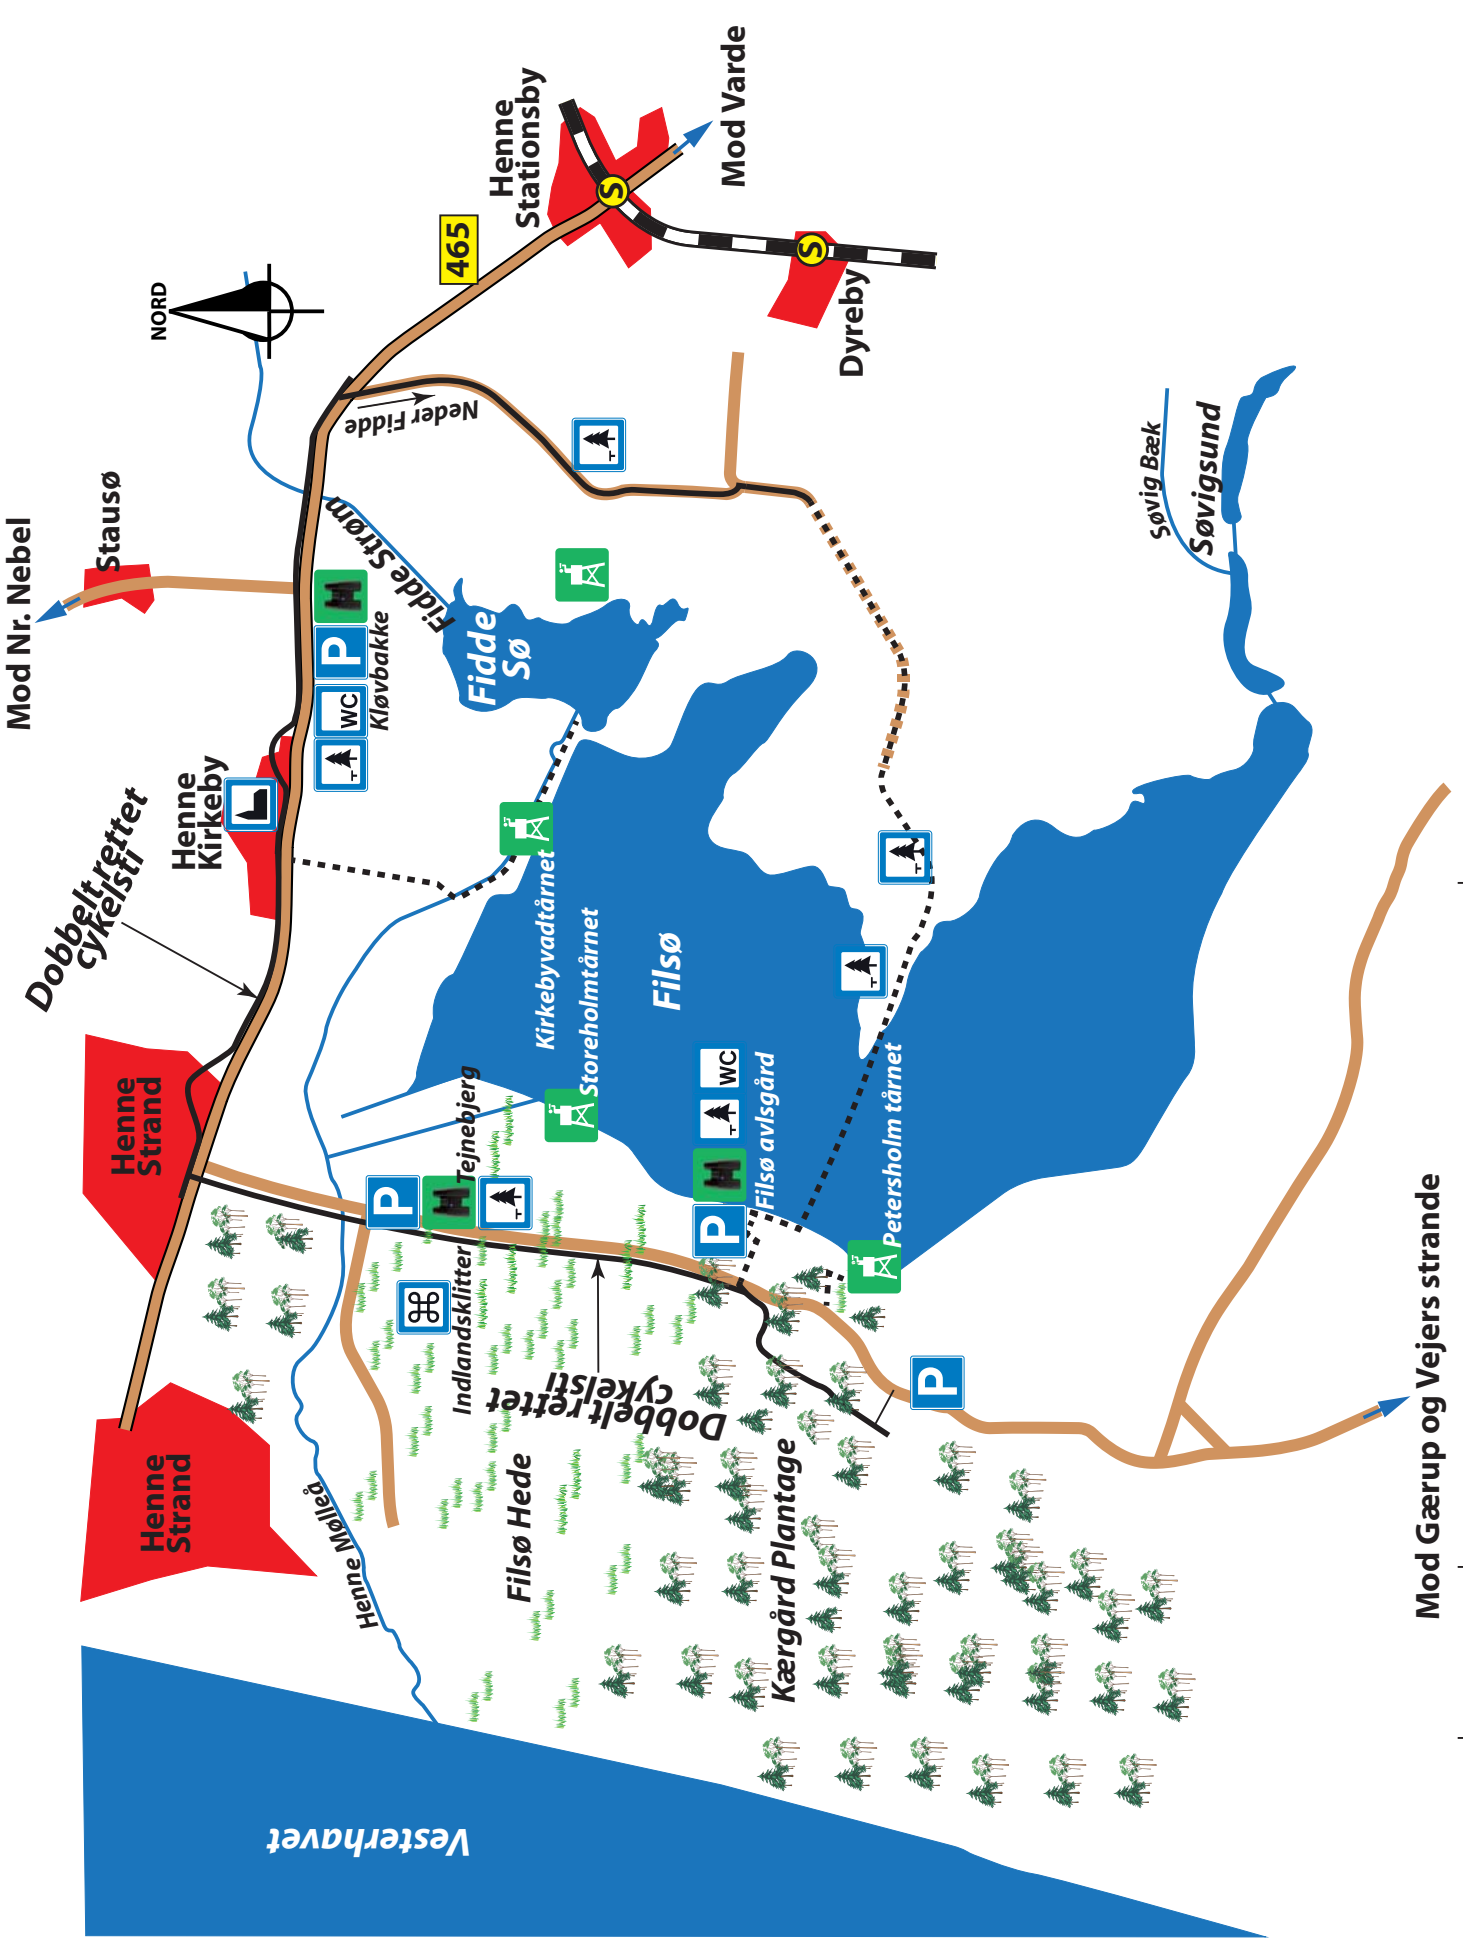 Mod Nr. Nebel
Stausø
NORD
465
Henne
Stationsby
S
Mod Varde
S
Dyreby
Neder Fidde
Fidde Strøm
P
WC
Kløvbakke
Henne
Kirkeby
Dobbelt rettet
cykelsti
Henne
Strand
Henne
Strand
Fidde
Sø
Kirkebyvadtårnet
Storeholmtårnet
Filsø
WC
P
Filsø avlsgård
Petersholm tårnet
P
Tejnebjerg
Indlandsklitter
Dobbelt rettet
cykelsti
Filsø Hede
Henne Mølleå
Kærgård Plantage
P
Søvig Bæk
Søvigsund
Mod Gærup og Vejers strande
Vesterhavet